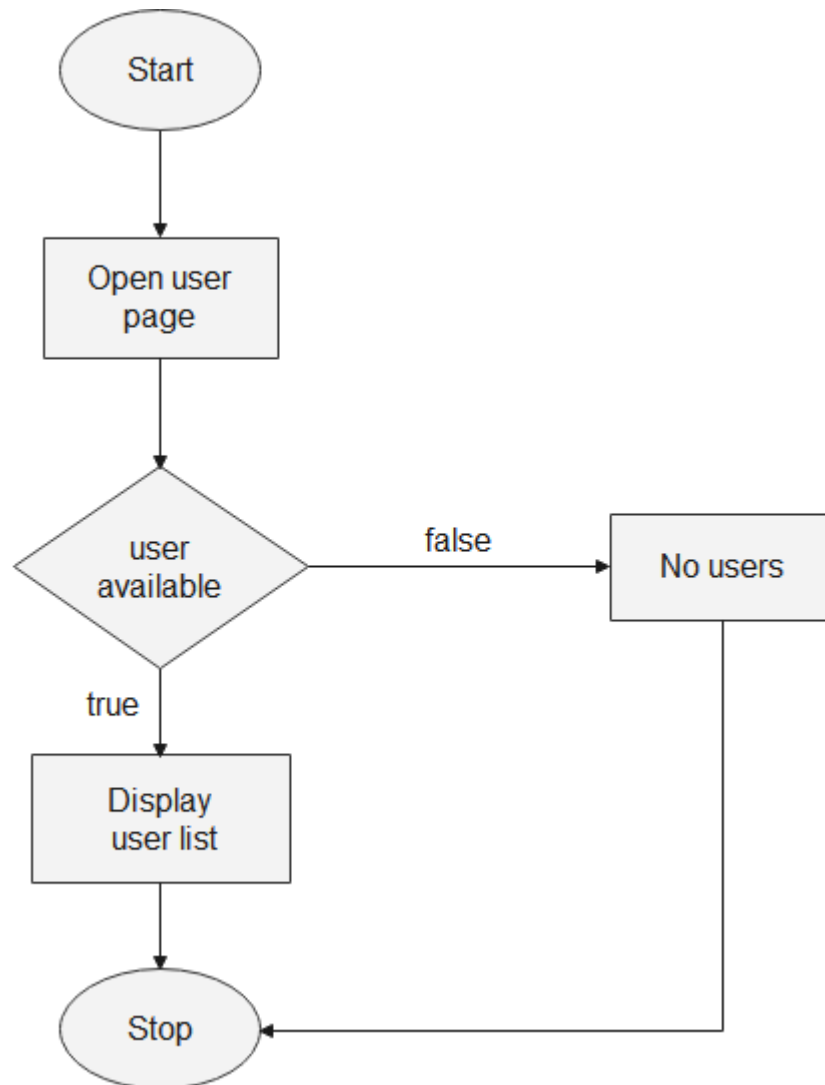 Start
Open user
page
user
available
false
No users
true
Display
user list
Stop